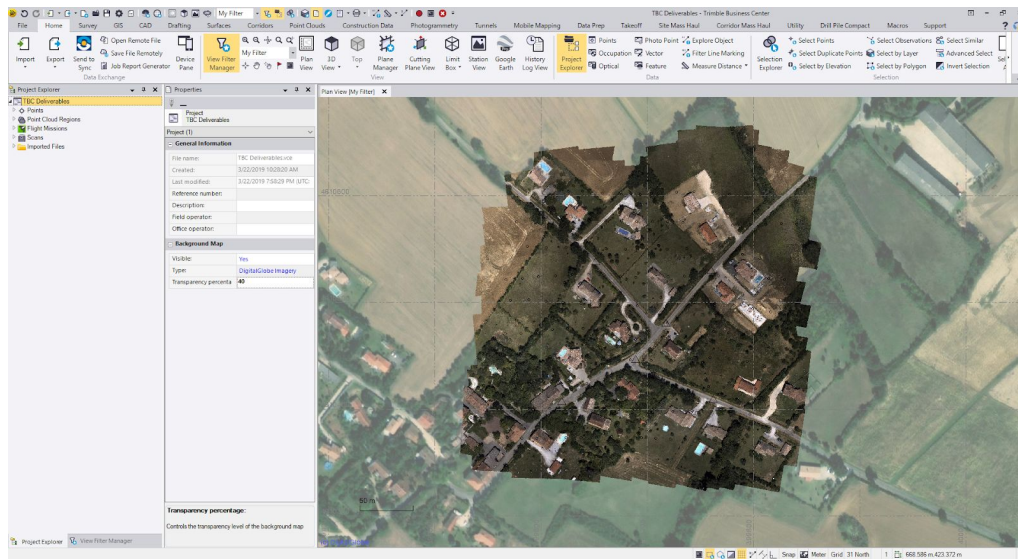 My Filter
TBC Deliverables - Trimble Business Center
File Home Survey GIS CAD Drafting Surfaces Corridors Point Clouds Construction Data Photogrammetry Tunnels Mobile Mapping Data Prep Takeoff Site Mass Haul Corridor Mass Haul Utility Drill Pile Compact Macros Support
Import
Export
Send to Sync
Open Remote File
Save File Remotely
Job Report Generator
Device Pane
Data Exchange
View Filter Manager
My Filter
Plan View
3D View
Top
Plane Manager
Cutting Plane View
Limit Box
Station View
Google Earth
History Log View
View
Project Explorer
Points
Occupation
Optical
Photo Point
Vector
Feature
Explore Object
Filter Line Marking
Measure Distance
Data
Selection Explorer
Select Points
Select Duplicate Points
Select by Elevation
Select Observations
Select by Layer
Select by Polygon
Select Similar
Advanced Select
Invert Selection
Sel
Selection
Project Explorer
TBC Deliverables
Points
Point Cloud Regions
Flight Missions
Scans
Imported Files
Project Explorer View Filter Manager
Properties
Project
TBC Deliverables
Project (1)
General Information
File name: TBC Deliverables.vce
Created: 3/22/2019 10:28:20 AM
Last modified: 3/22/2019 7:58:29 PM (UTC:
Reference number:
Description:
Field operator:
Office operator:
Background Map
Visible: Yes
Type: DigitalGlobe Imagery
Transparency percenta 40
Transparency percentage:
Controls the transparency level of the background map
Plan View [My Filter]
50 m
Snap Meter Grid 31 North 1 668.586 m,423.372 m